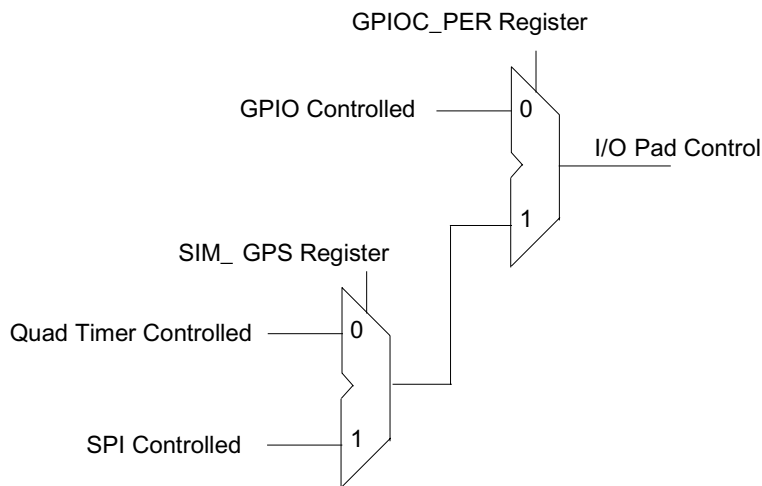 GPIOC_PER Register
GPIO Controlled
0
I/O Pad Control
1
SIM_ GPS Register
Quad Timer Controlled
0
SPI Controlled
1